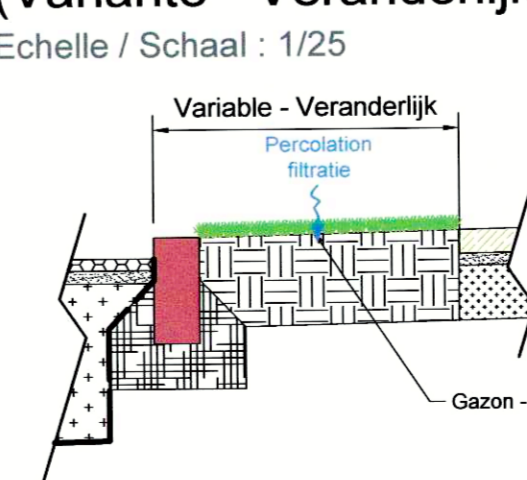 Echelle / Schaal : 1/25
Variable - Veranderlijk
Percolation
filtratie
Gazon -